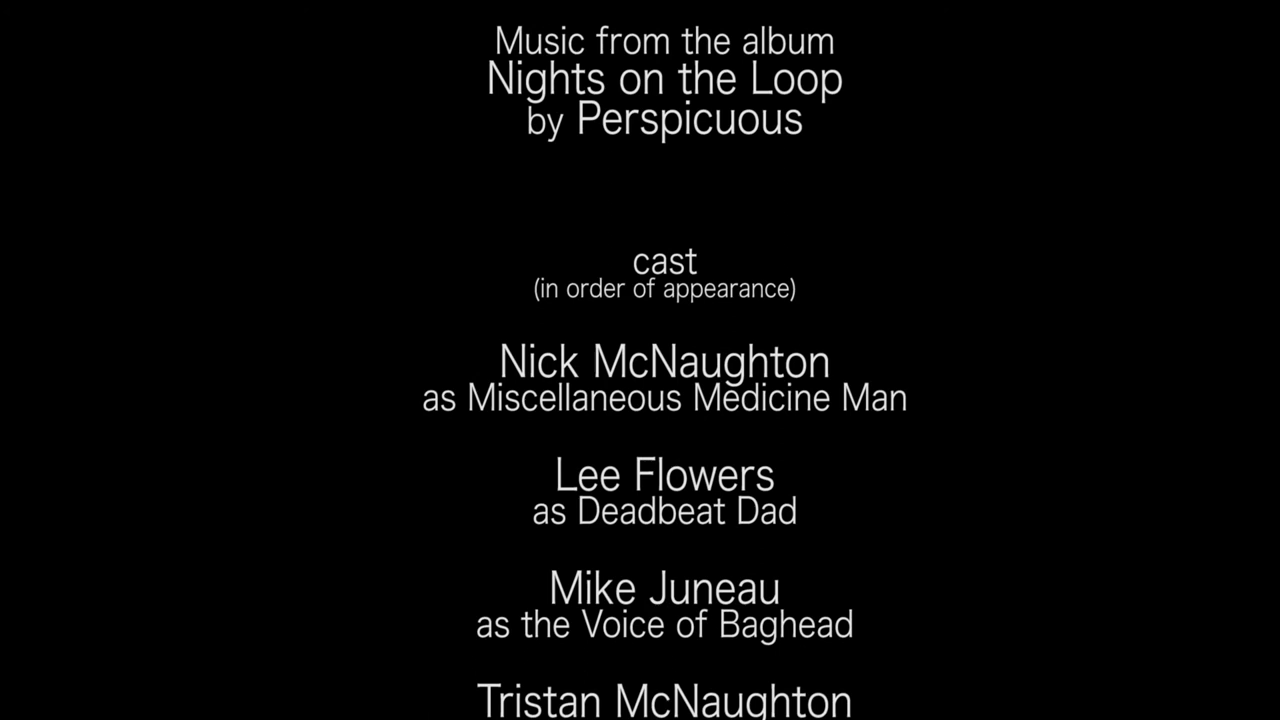 Music from the album
Nights on the Loop
by Perspicuous
cast
(in order of appearance)
Nick McNaughton
as Miscellaneous Medicine Man
Lee Flowers
as Deadbeat Dad
Mike Juneau
as the Voice of Baghead
Tristan McNaughton